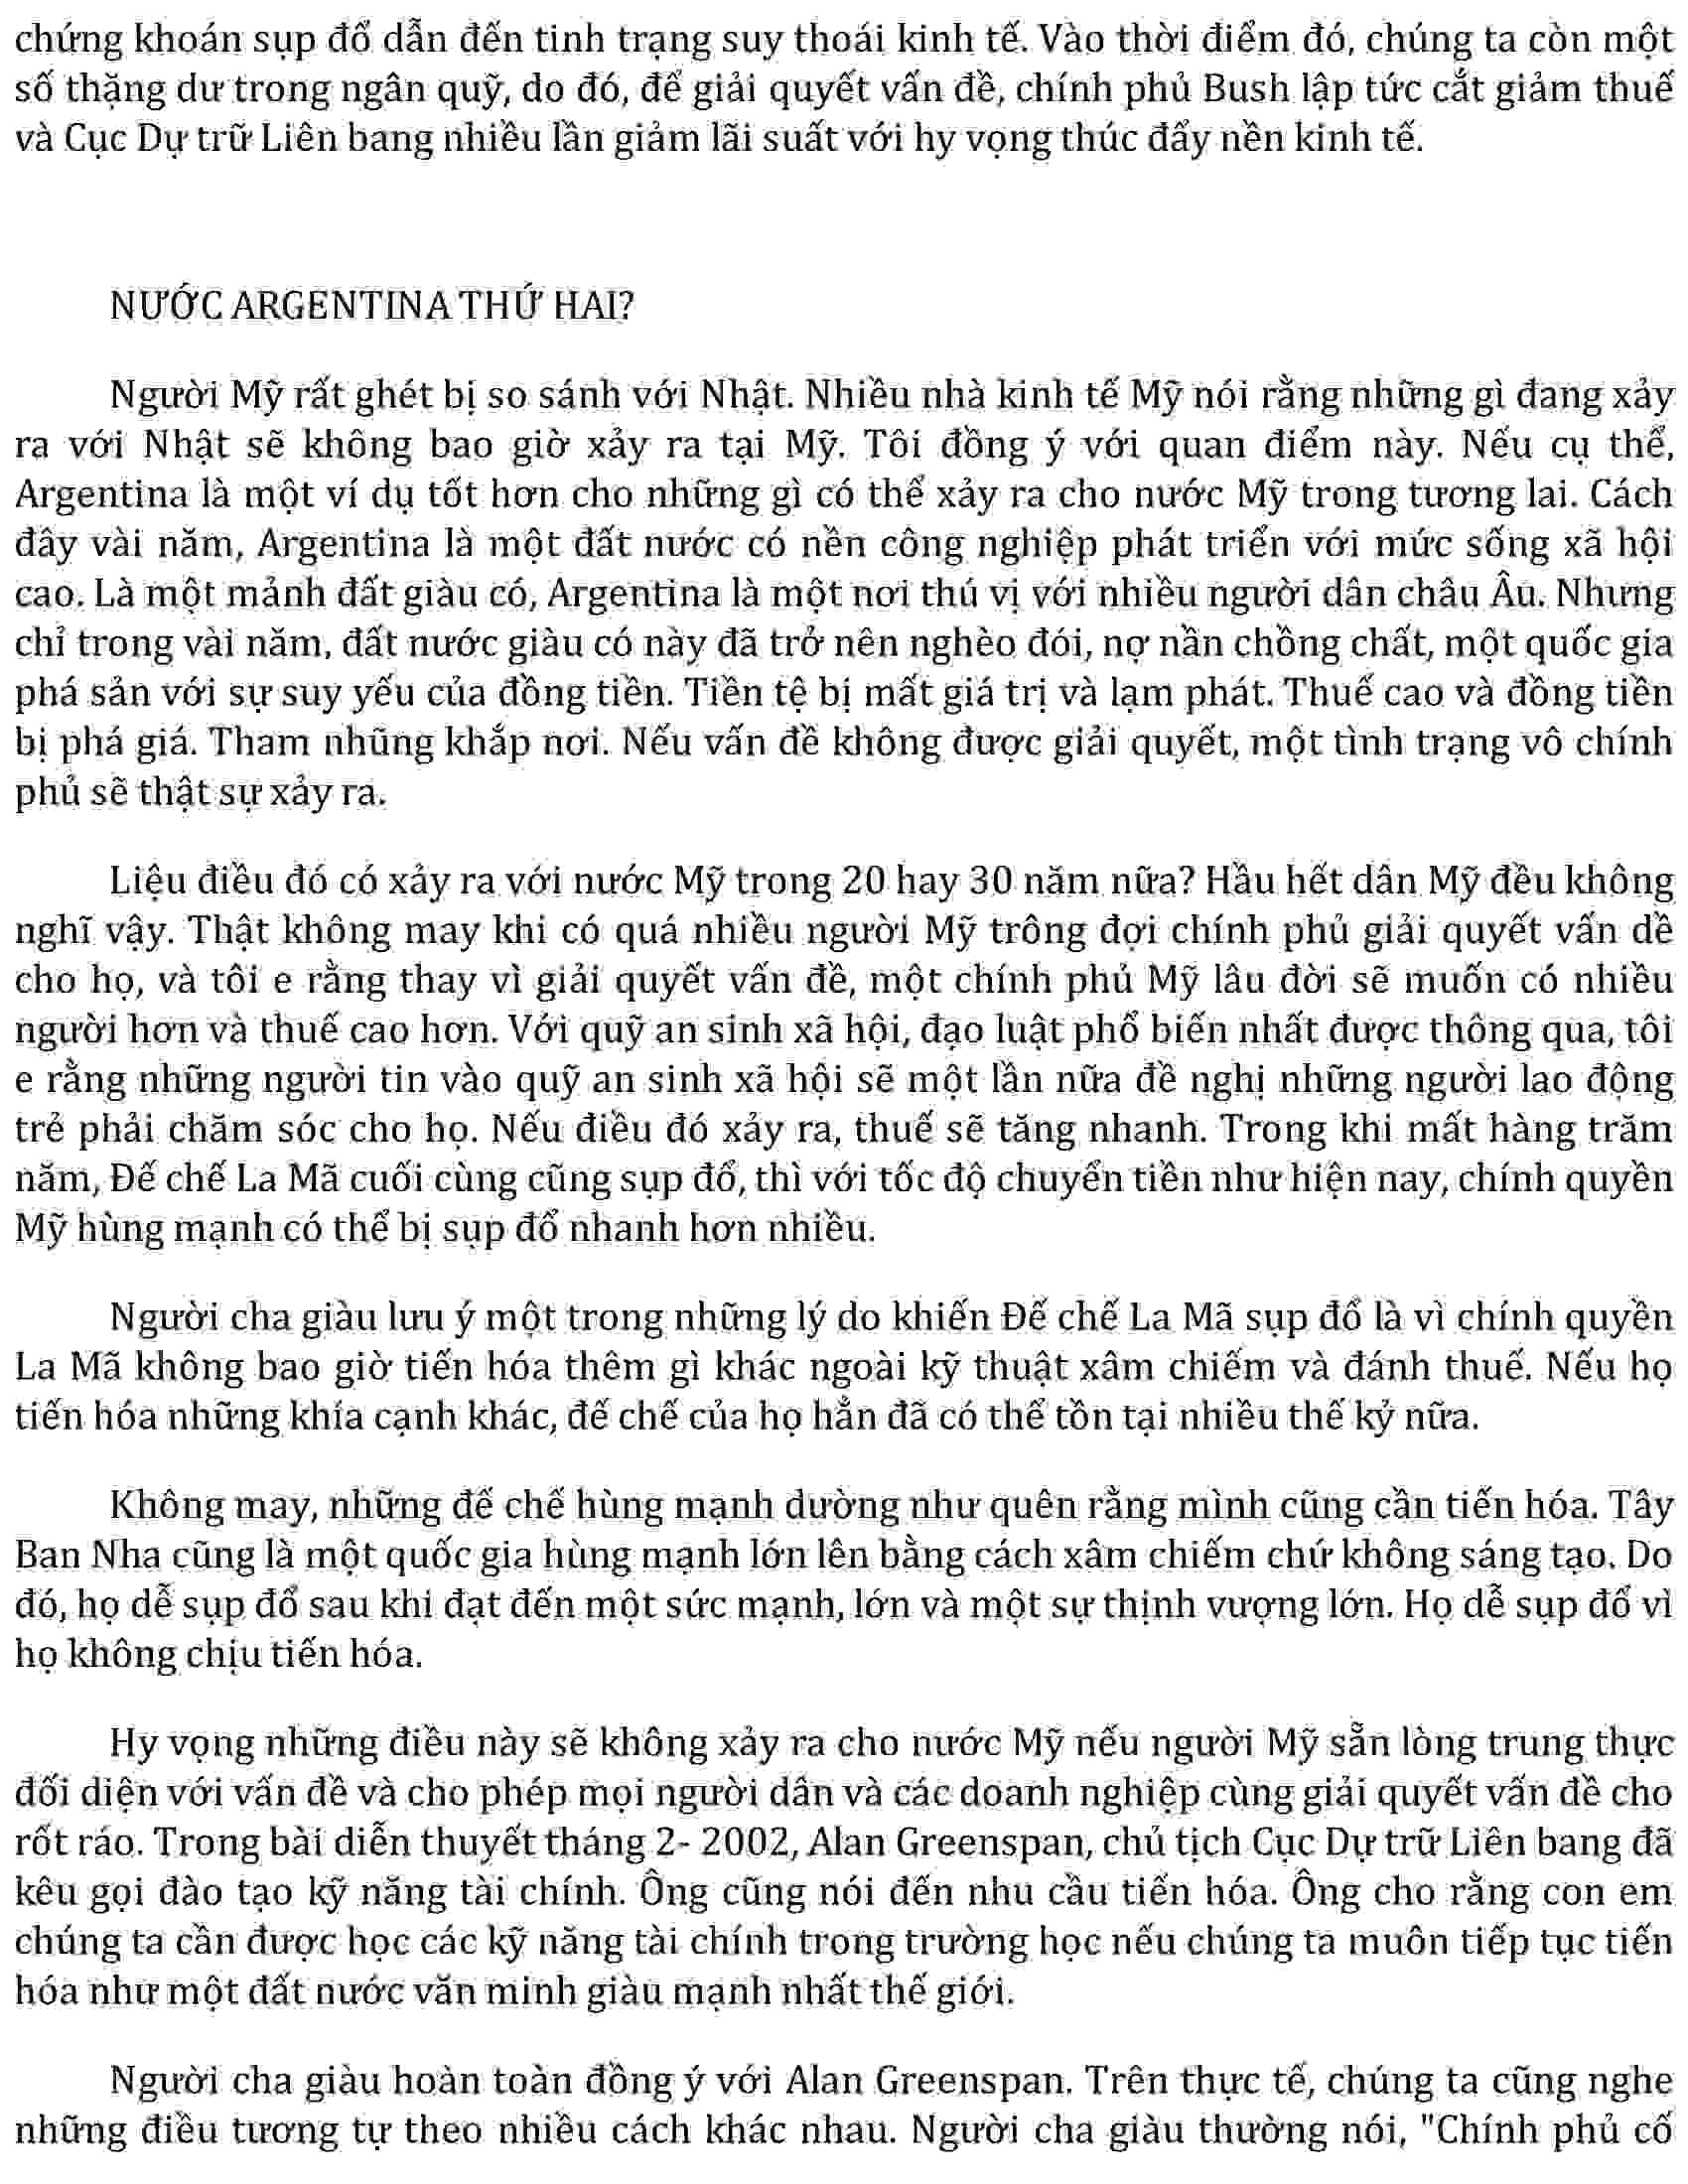 chứng khoán sụp đổ dẫn đến tinh trạng suy thoái kinh tế. Vào thời điểm đó, chúng ta còn một
số thặng dư trong ngân quỹ, do đó, để giải quyết vấn đề, chính phủ Bush lập tức cắt giảm thuế
và Cục Dự trữ Liên bang nhiều lần giảm lãi suất với hy vọng thúc đẩy nền kinh tế.
NƯỚC ARGENTINA THỨ HAI?
Người Mỹ rất ghét bị so sánh với Nhật. Nhiều nhà kinh tế Mỹ nói rằng những gì đang xảy
ra với Nhật sẽ không bao giờ xảy ra tại Mỹ. Tôi đồng ý với quan điểm này. Nếu cụ thể,
Argentina là một ví dụ tốt hơn cho những gì có thể xảy ra cho nước Mỹ trong tương lai. Cách
đây vài năm, Argentina là một đất nước có nền công nghiệp phát triển với mức sống xã hội
cao. Là một mảnh đất giàu có, Argentina là một nơi thú vị với nhiều người dân châu Âu. Nhưng
chỉ trong vài năm, đất nước giàu có này đã trở nên nghèo đói, nợ nần chồng chất, một quốc gia
phá sản với sự suy yếu của đồng tiền. Tiền tệ bị mất giá trị và lạm phát. Thuế cao và đồng tiền
bị phá giá. Tham nhũng khắp nơi. Nếu vấn đề không được giải quyết, một tình trạng vô chính
phủ sẽ thật sự xảy ra.
Liệu điều đó có xảy ra với nước Mỹ trong 20 hay 30 năm nữa? Hầu hết dân Mỹ đều không
nghĩ vậy. Thật không may khi có quá nhiều người Mỹ trông đợi chính phủ giải quyết vấn dề
cho họ, và tôi e rằng thay vì giải quyết vấn đề, một chính phủ Mỹ lâu đời sẽ muốn có nhiều
người hơn và thuế cao hơn. Với quỹ an sinh xã hội, đạo luật phổ biến nhất được thông qua, tôi
e rằng những người tin vào quỹ an sinh xã hội sẽ một lần nữa đề nghị những người lao động
trẻ phải chăm sóc cho họ. Nếu điều đó xảy ra, thuế sẽ tăng nhanh. Trong khi mất hàng trăm
năm, Đế chế La Mã cuối cùng cũng sụp đổ, thì với tốc độ chuyển tiền như hiện nay, chính quyền
Mỹ hùng mạnh có thể bị sụp đổ nhanh hơn nhiều.
Người cha giàu lưu ý một trong những lý do khiến Đế chế La Mã sụp đổ là vì chính quyền
La Mã không bao giờ tiến hóa thêm gì khác ngoài kỹ thuật xâm chiếm và đánh thuế. Nếu họ
tiến hóa những khía cạnh khác, đế chế của họ hẳn đã có thể tồn tại nhiều thế kỷ nữa.
Không may, những đế chế hùng mạnh dường như quên rằng mình cũng cần tiến hóa. Tây
Ban Nha cũng là một quốc gia hùng mạnh lớn lên bằng cách xâm chiếm chứ không sáng tạo. Do
đó, họ dễ sụp đổ sau khi đạt đến một sức mạnh, lớn và một sự thịnh vượng lớn. Họ dễ sụp đổ vì
họ không chịu tiến hóa.
Hy vọng những điều này sẽ không xảy ra cho nước Mỹ nếu người Mỹ sẵn lòng trung thực
đối diện với vấn đề và cho phép mọi người dân và các doanh nghiệp cùng giải quyết vấn đề cho
rốt ráo. Trong bài diễn thuyết tháng 2- 2002, Alan Greenspan, chủ tịch Cục Dự trữ Liên bang đã
kêu gọi đào tạo kỹ năng tài chính. Ông cũng nói đến nhu cầu tiến hóa. Ông cho rằng con em
chúng ta cần được học các kỹ năng tài chính trong trường học nếu chúng ta muôn tiếp tục tiến
hóa như một đất nước văn minh giàu mạnh nhất thế giới.
Người cha giàu hoàn toàn đồng ý với Alan Greenspan. Trên thực tế, chúng ta cũng nghe
những điều tương tự theo nhiều cách khác nhau. Người cha giàu thường nói, "Chính phủ cố